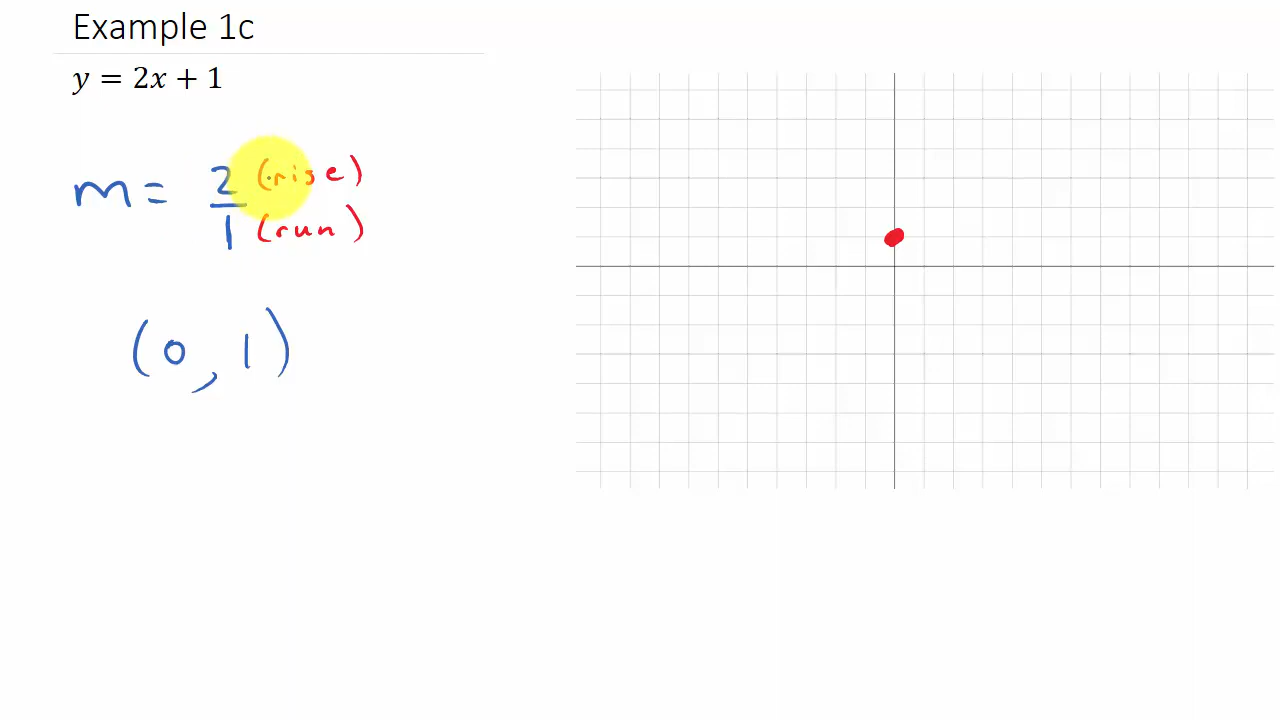 Example 1c
y = 2x + 1
m = 2/1 (rise) (run)
(0, 1)